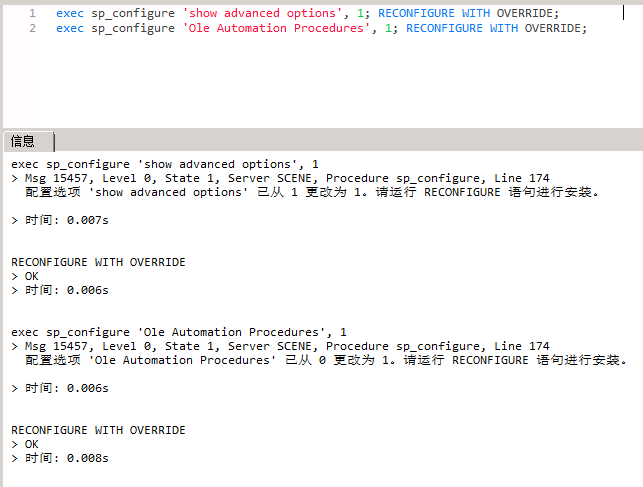 1 exec sp_configure 'show advanced options', 1; RECONFIGURE WITH OVERRIDE;
2 exec sp_configure 'Ole Automation Procedures', 1; RECONFIGURE WITH OVERRIDE;
信息
exec sp_configure 'show advanced options', 1
> Msg 15457, Level 0, State 1, Server SCENE, Procedure sp_configure, Line 174
配置选项 'show advanced options' 已从 1 更改为 1。请运行 RECONFIGURE 语句进行安装。
> 时间: 0.007s
RECONFIGURE WITH OVERRIDE
> OK
> 时间: 0.006s
exec sp_configure 'Ole Automation Procedures', 1
> Msg 15457, Level 0, State 1, Server SCENE, Procedure sp_configure, Line 174
配置选项 'Ole Automation Procedures' 已从 0 更改为 1。请运行 RECONFIGURE 语句进行安装。
> 时间: 0.006s
RECONFIGURE WITH OVERRIDE
> OK
> 时间: 0.008s